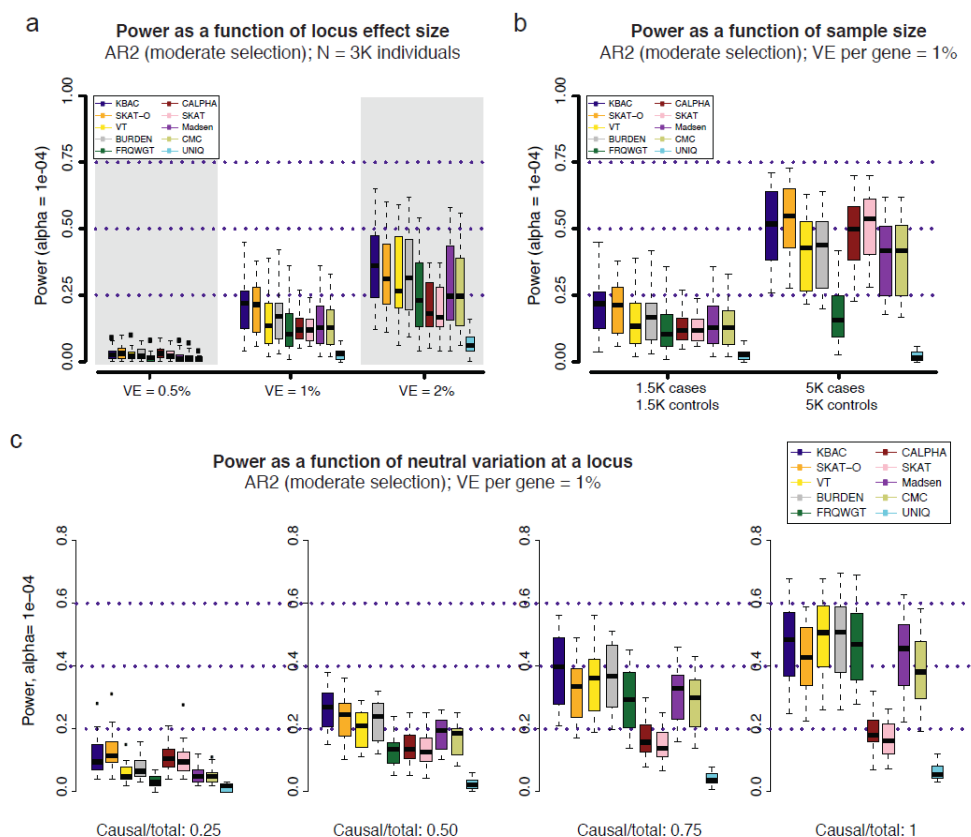 a
Power as a function of locus effect size
AR2 (moderate selection); N = 3K individuals
Power (alpha = 1e-04)
1.00
0.75
0.50
0.25
0.00
KBAC CALPHA
SKAT-O SKAT
VT Madsen
BURDEN CMC
FRQWGT UNIQ
VE = 0.5% VE = 1% VE = 2%
b
Power as a function of sample size
AR2 (moderate selection); VE per gene = 1%
Power (alpha = 1e-04)
1.00
0.75
0.50
0.25
0.00
KBAC CALPHA
SKAT-O SKAT
VT Madsen
BURDEN CMC
FRQWGT UNIQ
1.5K cases 5K cases
1.5K controls 5K controls
c
Power as a function of neutral variation at a locus
AR2 (moderate selection); VE per gene = 1%
KBAC CALPHA
SKAT-O SKAT
VT Madsen
BURDEN CMC
FRQWGT UNIQ
Power, alpha= 1e-04
0.8 0.8 0.8 0.8
0.6 0.6 0.6 0.6
0.4 0.4 0.4 0.4
0.2 0.2 0.2 0.2
0.0 0.0 0.0 0.0
Causal/total: 0.25 Causal/total: 0.50 Causal/total: 0.75 Causal/total: 1